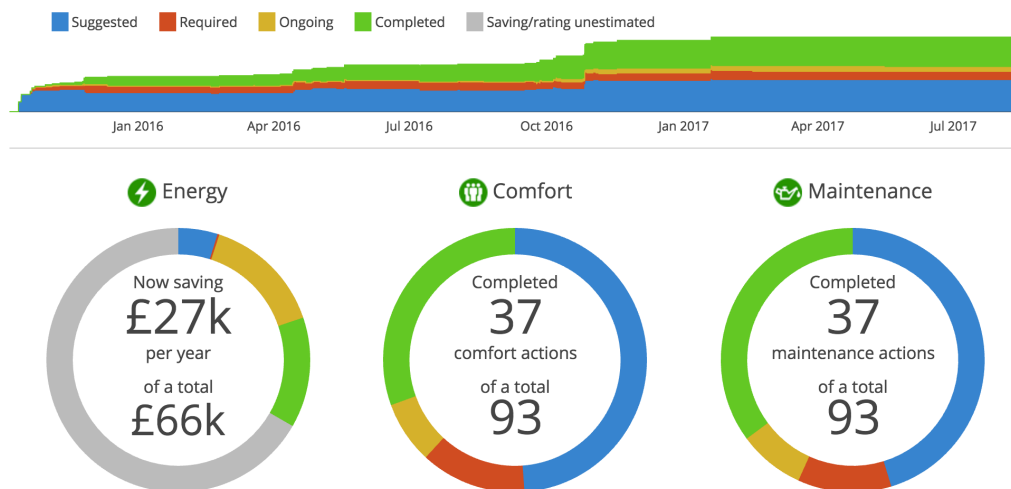 Suggested Required Ongoing Completed Saving/rating unestimated
Jan 2016 Apr 2016 Jul 2016 Oct 2016 Jan 2017 Apr 2017 Jul 2017
Energy
Now saving
£27k
per year
of a total
£66k
Comfort
Completed
37
comfort actions
of a total
93
Maintenance
Completed
37
maintenance actions
of a total
93